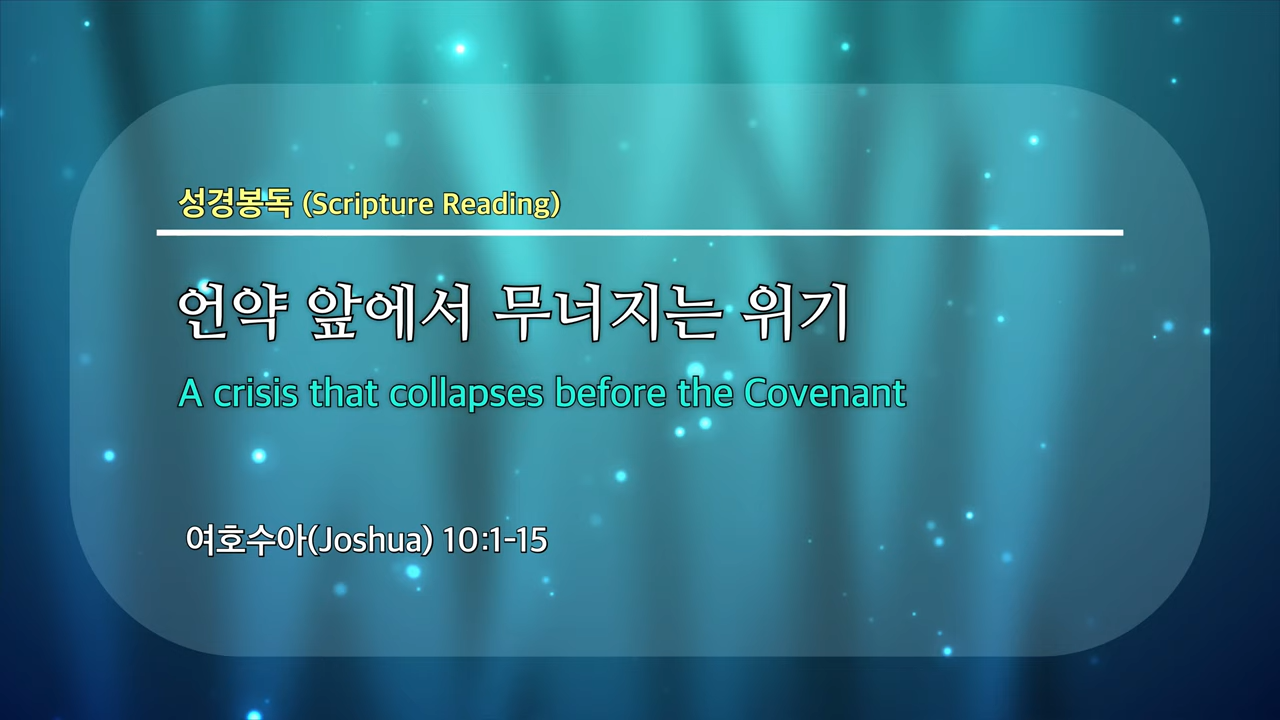 성경봉독 (Scripture Reading)
언약 앞에서 무너지는 위기
A crisis that collapses before the Covenant
여호수아(Joshua) 10:1-15